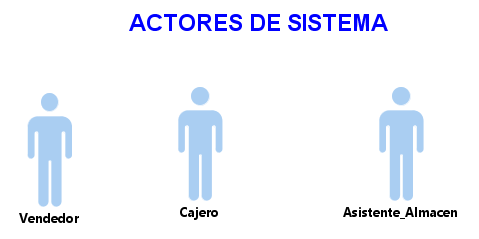 ACTORES DE SISTEMA
Vendedor
Cajero
Asistente_Almacen